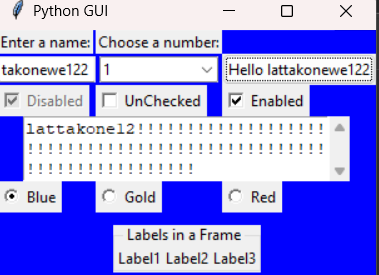 Python GUI
Enter a name: Choose a number:
takonewe122 1 Hello lattakonewe122
Disabled UnChecked Enabled
lattakone12!!!!!!!!!!!!!!!!!!!
!!!!!!!!!!!!!!!!!!!!!!!!!!!!!!
!!!!!!!!!!!!!!!!!
Blue Gold Red
Labels in a Frame
Label1 Label2 Label3